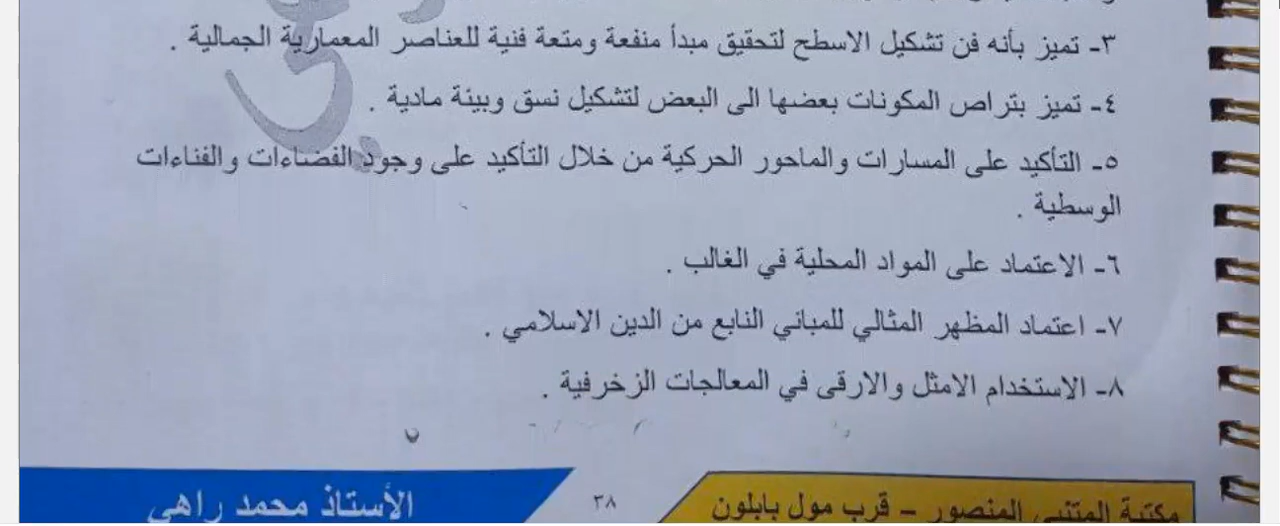 ٣- تميز بأنه فن تشكيل الاسطح لتحقيق مبدأ منفعة ومتعة فنية للعناصر المعمارية الجمالية .
٤- تميز بتراص المكونات بعضها الى البعض لتشكيل نسق وبيئة مادية .
٥- التأكيد على المسارات والماحور الحركية من خلال التأكيد على وجود الفضاءات والفناءات
الوسطية .
٦- الاعتماد على المواد المحلية في الغالب .
٧- اعتماد المظهر المثالي للمباني النابع من الدين الاسلامي .
٨- الاستخدام الامثل والارقى في المعالجات الزخرفية .
مكتبة المتنبي المنصور – قرب مول بابلون
٣٨
الأستاذ محمد راهي